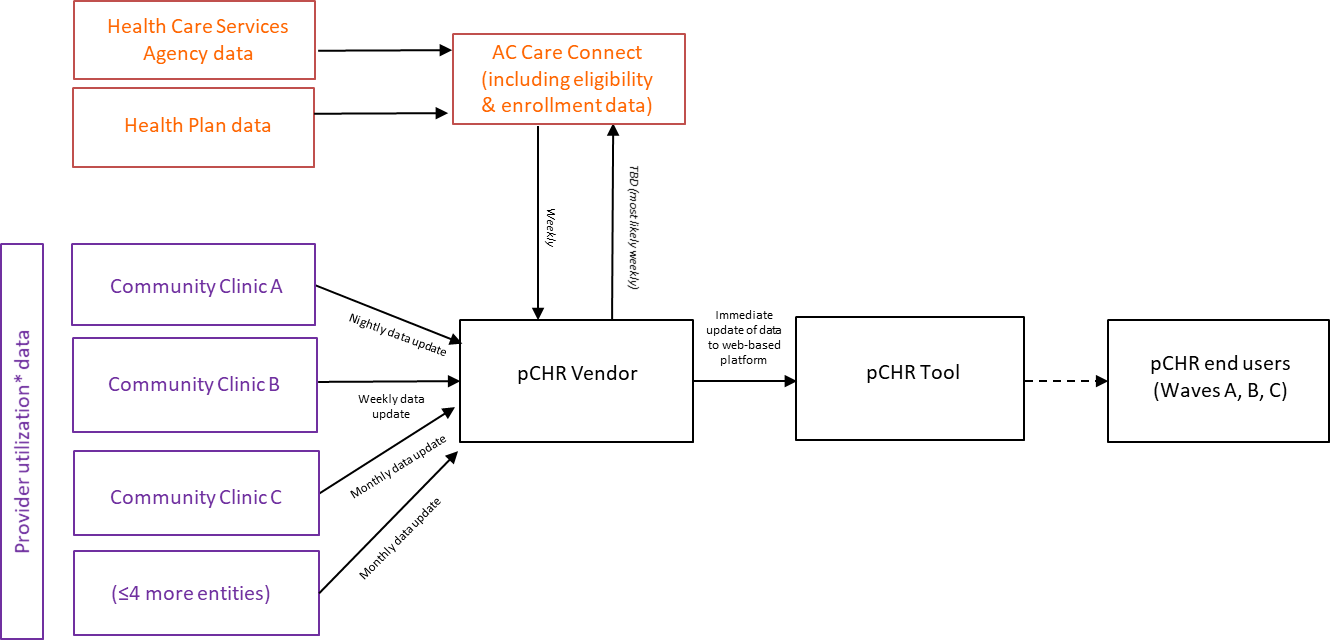 Health Care Services
Agency data
Health Plan data
AC Care Connect
(including eligibility
& enrollment data)
Weekly
TBD (most likely weekly)
Provider utilization* data
Community Clinic A
Nightly data update
Community Clinic B
Weekly data
update
Community Clinic C
Monthly data update
(≤4 more entities)
Monthly data update
pCHR Vendor
Immediate
update of data
to web-based
platform
pCHR Tool
pCHR end users
(Waves A, B, C)